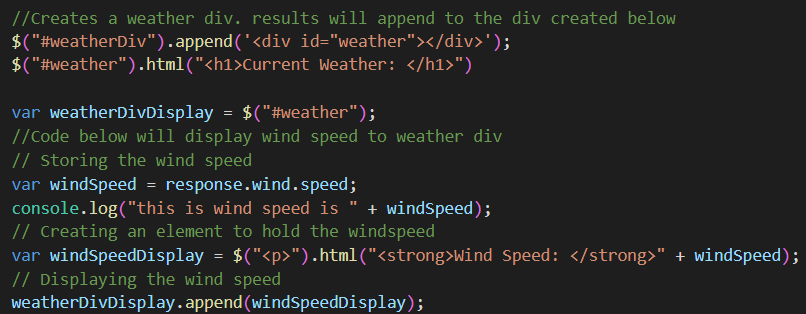 //Creates a weather div. results will append to the div created below
$("#weatherDiv").append('<div id="weather"></div>');
$("#weather").html("<h1>Current Weather: </h1>")
var weatherDivDisplay = $("#weather");
//Code below will display wind speed to weather div
// Storing the wind speed
var windSpeed = response.wind.speed;
console.log("this is wind speed is " + windSpeed);
// Creating an element to hold the windspeed
var windSpeedDisplay = $("<p>").html("<strong>Wind Speed: </strong>" + windSpeed);
// Displaying the wind speed
weatherDivDisplay.append(windSpeedDisplay);